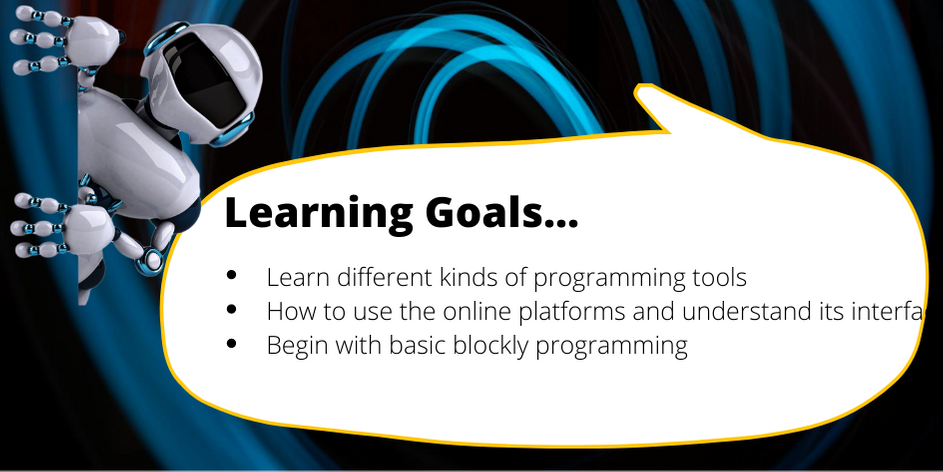 Learning Goals...
• Learn different kinds of programming tools
• How to use the online platforms and understand its interfa
• Begin with basic blockly programming